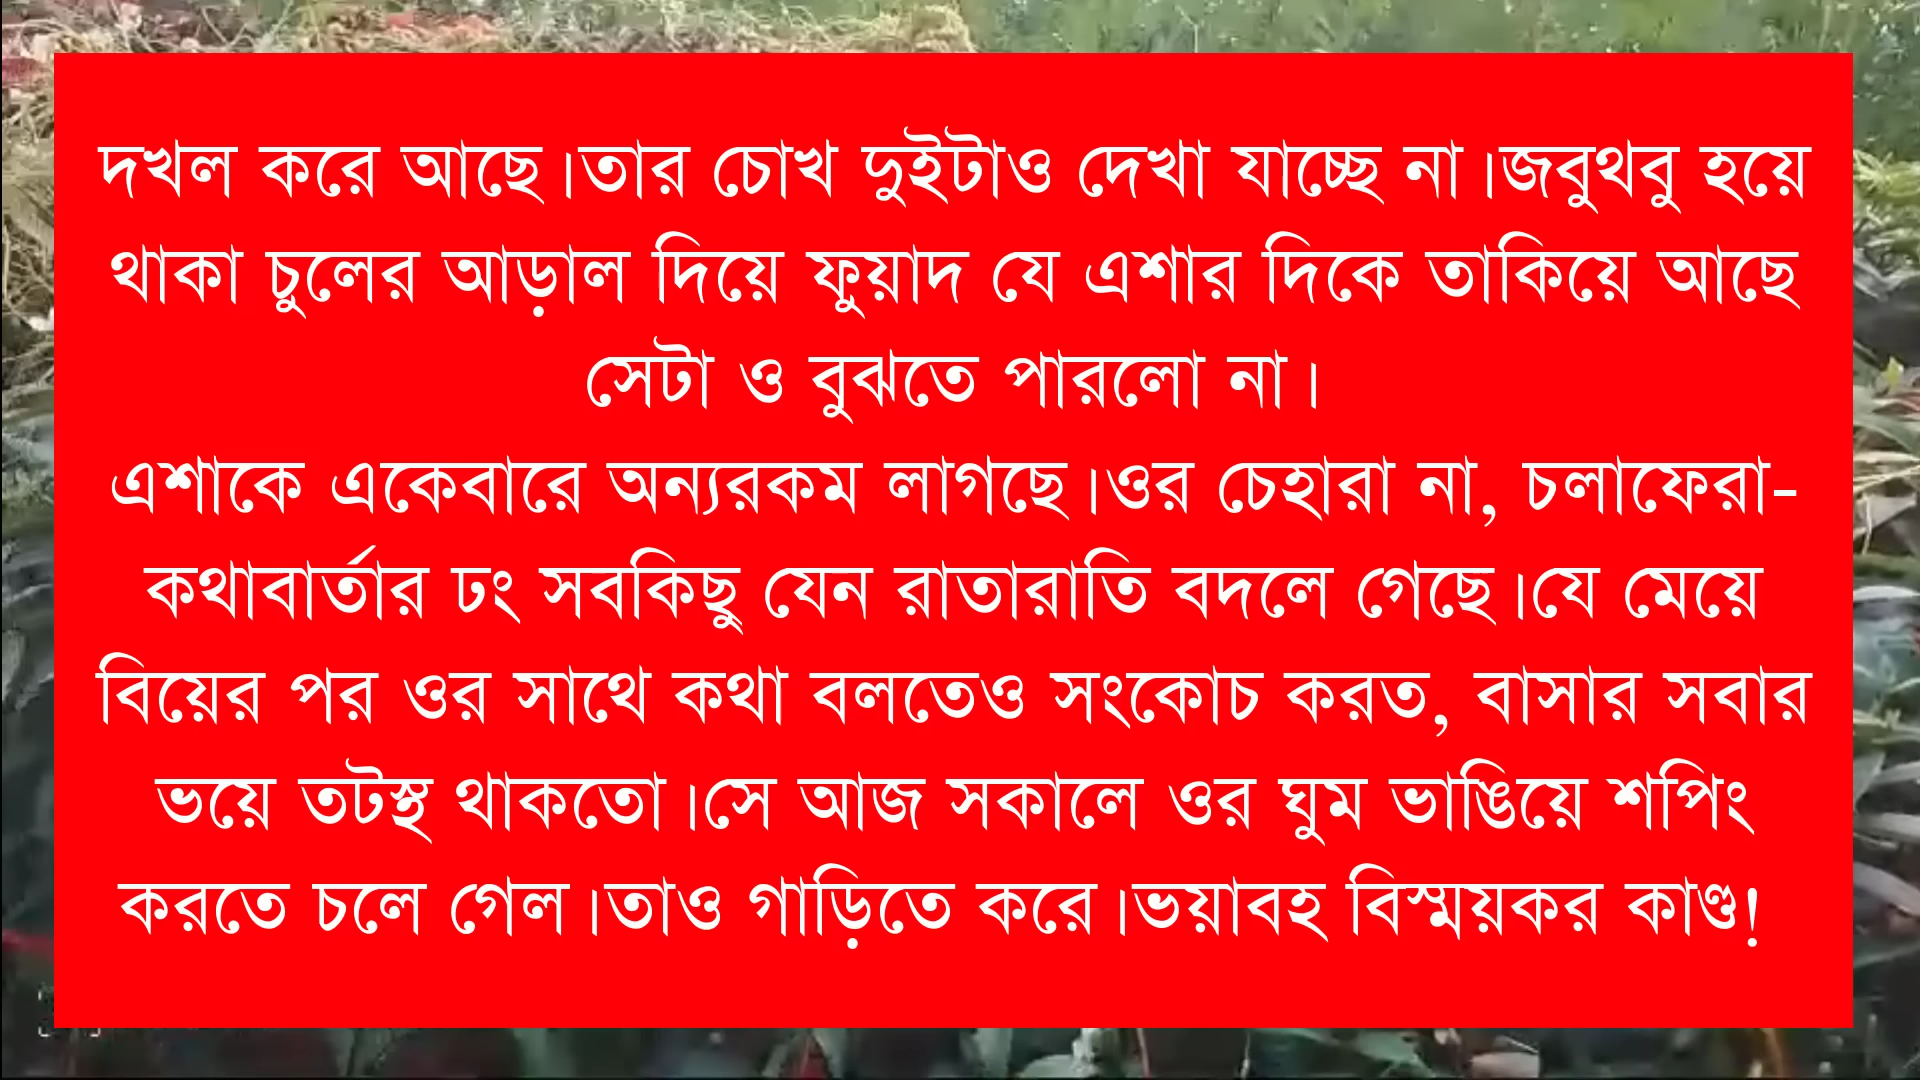 দখল করে আছে।তার চোখ দুইটাও দেখা যাচ্ছে না।জবুথবু হয়ে
থাকা চুলের আড়াল দিয়ে ফুয়াদ যে এশার দিকে তাকিয়ে আছে
সেটা ও বুঝতে পারলো না।
এশাকে একেবারে অন্যরকম লাগছে।ওর চেহারা না, চলাফেরা-
কথাবার্তার ঢং সবকিছু যেন রাতারাতি বদলে গেছে।যে মেয়ে
বিয়ের পর ওর সাথে কথা বলতেও সংকোচ করত, বাসার সবার
ভয়ে তটস্থ থাকতো।সে আজ সকালে ওর ঘুম ভাঙিয়ে শপিং
করতে চলে গেল।তাও গাড়িতে করে।ভয়াবহ বিস্ময়কর কাণ্ড!